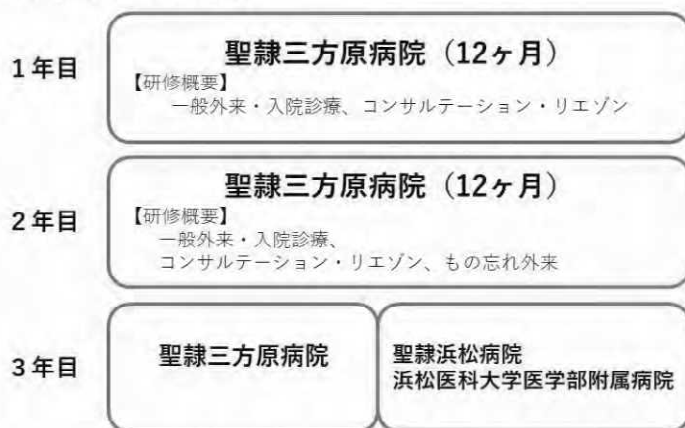 1年目
聖隷三方原病院（12ヶ月）
【研修概要】
一般外来・入院診療、コンサルテーション・リエゾン
2年目
聖隷三方原病院（12ヶ月）
【研修概要】
一般外来・入院診療、
コンサルテーション・リエゾン、もの忘れ外来
3年目
聖隷三方原病院
聖隷浜松病院
浜松医科大学医学部附属病院